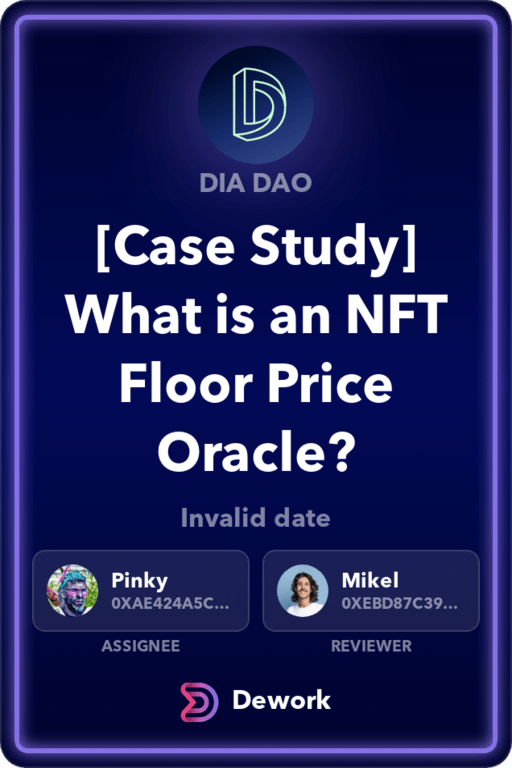 DIA DAO
[Case Study]
What is an NFT
Floor Price
Oracle?
Invalid date
Pinky
0XAE424A5C...
ASSIGNEE
Mikel
0XEBD87C39...
REVIEWER
Dework